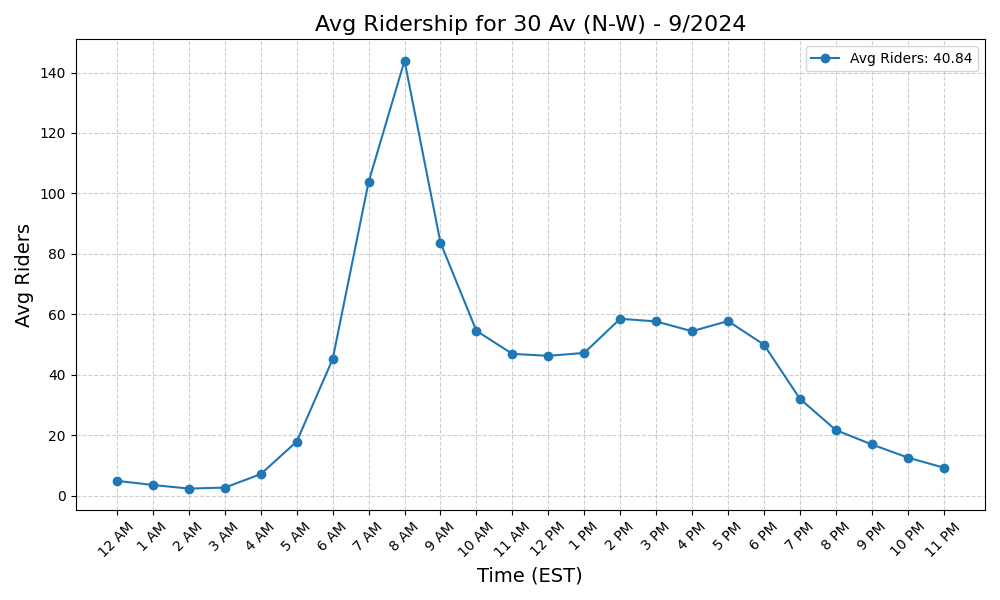 Avg Ridership for 30 Av (N-W) - 9/2024
Avg Riders: 40.84
Avg Riders
140
120
100
80
60
40
20
0
12 AM
1 AM
2 AM
3 AM
4 AM
5 AM
6 AM
7 AM
8 AM
9 AM
10 AM
11 AM
12 PM
1 PM
2 PM
3 PM
4 PM
5 PM
6 PM
7 PM
8 PM
9 PM
10 PM
11 PM
Time (EST)